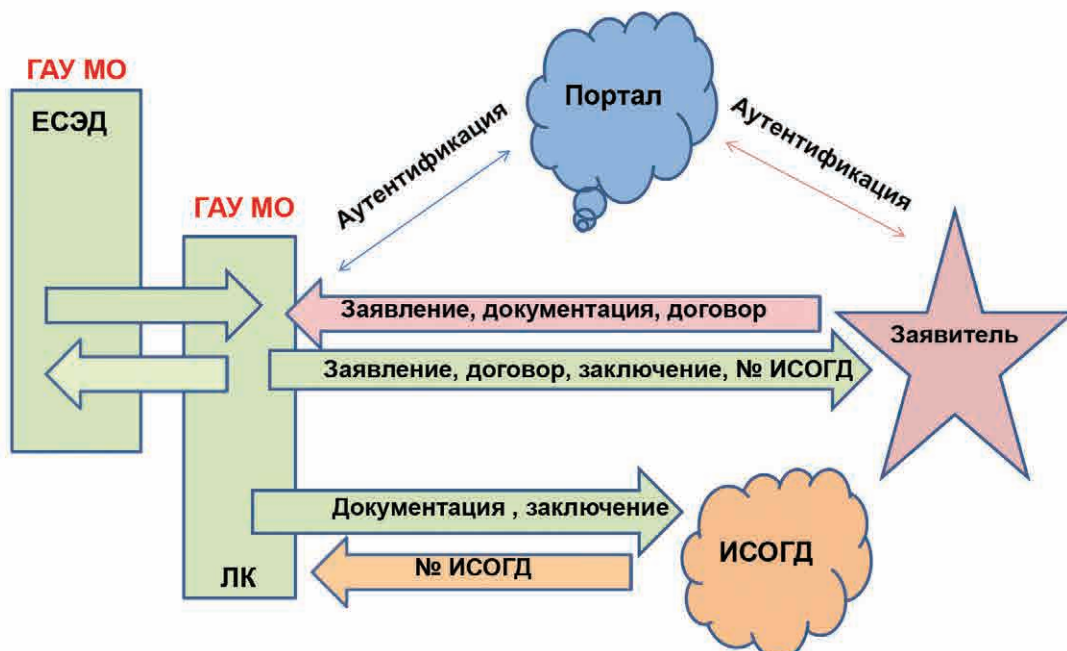 ГАУ МО
ЕСЭД
Портал
Аутентификация
Аутентификация
ГАУ МО
Заявление, документация, договор
Заявитель
Заявление, договор, заключение, № ИСОГД
Документация , заключение
ИСОГД
№ ИСОГД
ЛК